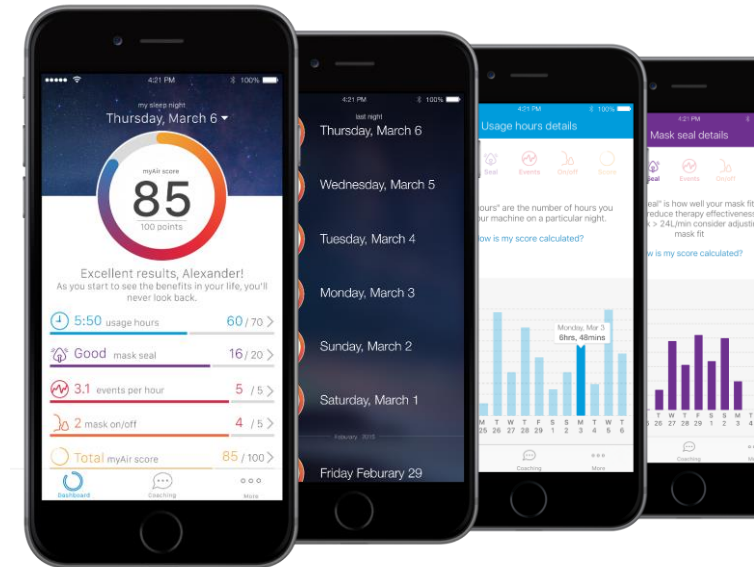 4:21 PM
100%
my sleep night
Thursday, March 6
myAir score
85
100 points
Excellent results, Alexander!
As you start to see the benefits in your life, you'll
never look back.
5:50 usage hours 60 / 70
Good mask seal 16 / 20
3.1 events per hour 5 / 5
2 mask on/off 4 / 5
Total myAir score 85 / 100
Dashboard Coaching More
4:21 PM 100%
last night
Thursday, March 6
Wednesday, March 5
Tuesday, March 4
Monday, March 3
Sunday, March 2
Saturday, March 1
Friday Feburary 29
4:21 PM 100%
Usage hours details
Seal Events On/off
are the number of hours you
machine on a particular night.
is my score calculated?
Monday, Mar 3
6hrs, 48mins
M T W T F S S M T W T
25 26 27 28 29 1 2 3 4 5 6
Coaching More
4:21 PM
Mask seal details
Seal Events On/off
is how well your mask fit
reduce therapy effectiveness
> 24L/min consider
mask fit
is my score calculated?
T W T F S S M T
26 27 28 29 1 2 3
Coaching